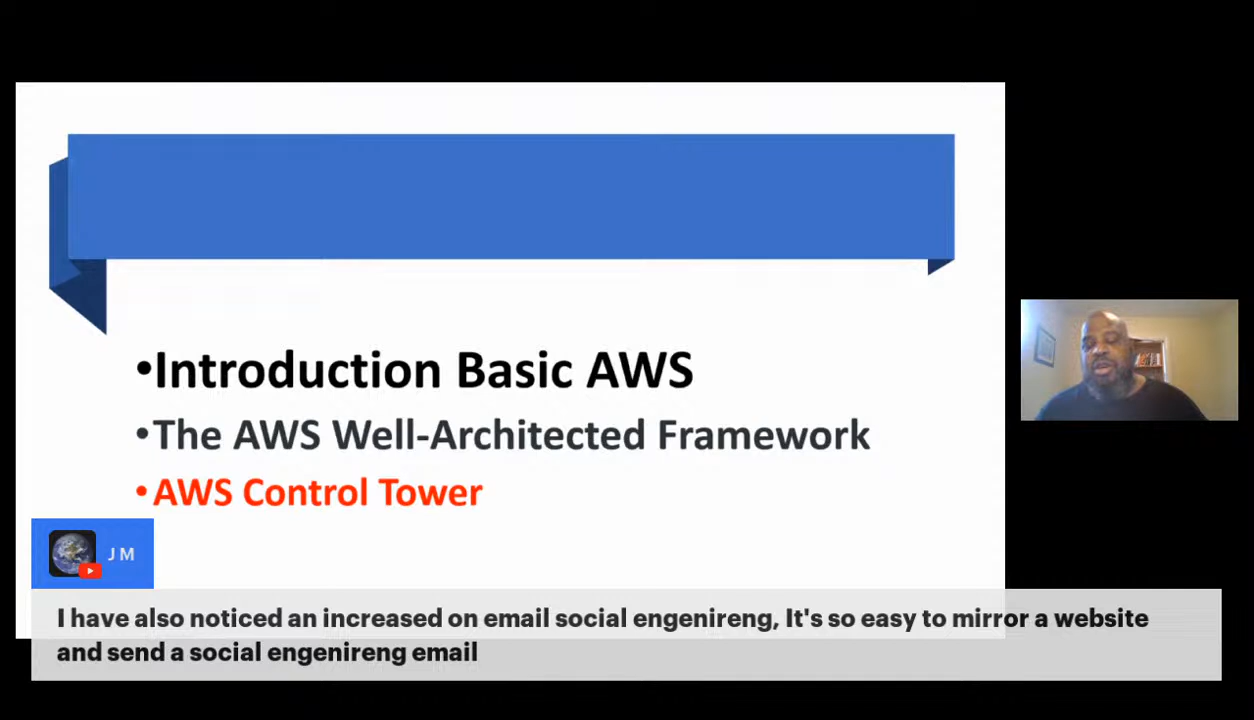 •Introduction Basic AWS
•The AWS Well-Architected Framework
•AWS Control Tower
J M
I have also noticed an increased on email social engenireng, It's so easy to mirror a website
and send a social engenireng email